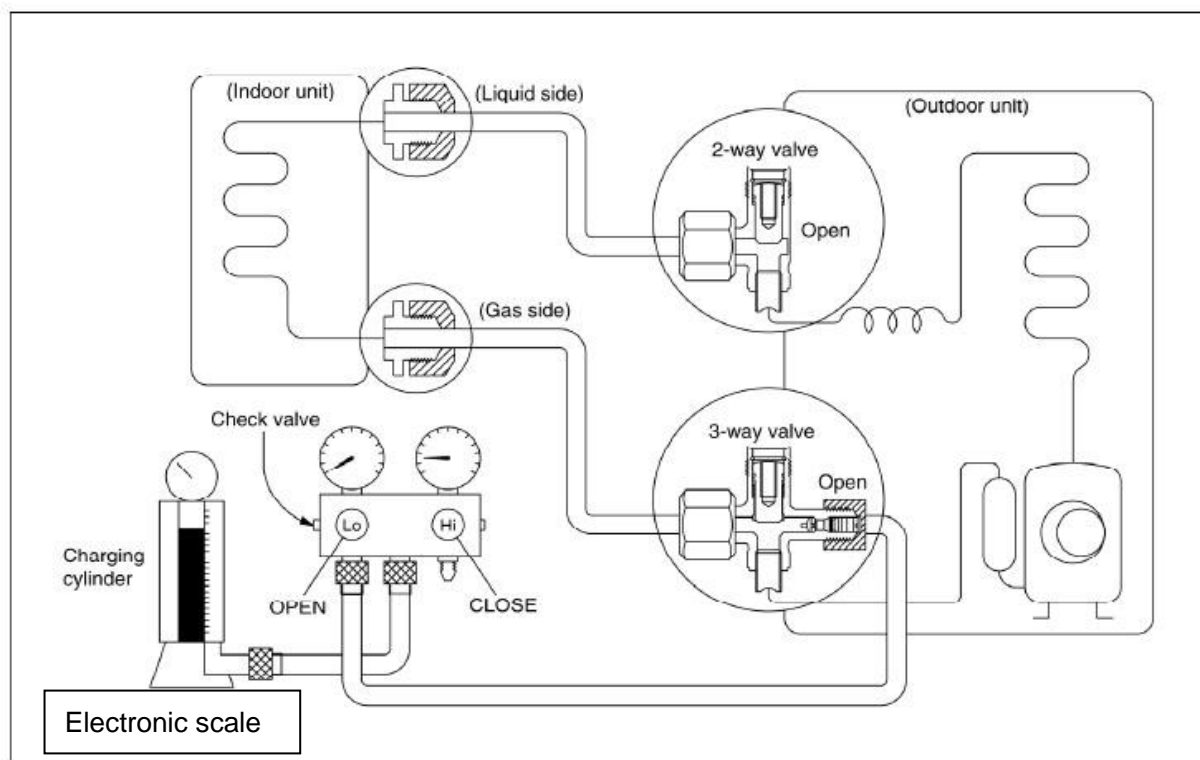 (Indoor unit)
(Liquid side)
(Outdoor unit)
2-way valve
Open
(Gas side)
Check valve
3-way valve
Open
Lo
Hi
Charging
cylinder
OPEN
CLOSE
Electronic scale